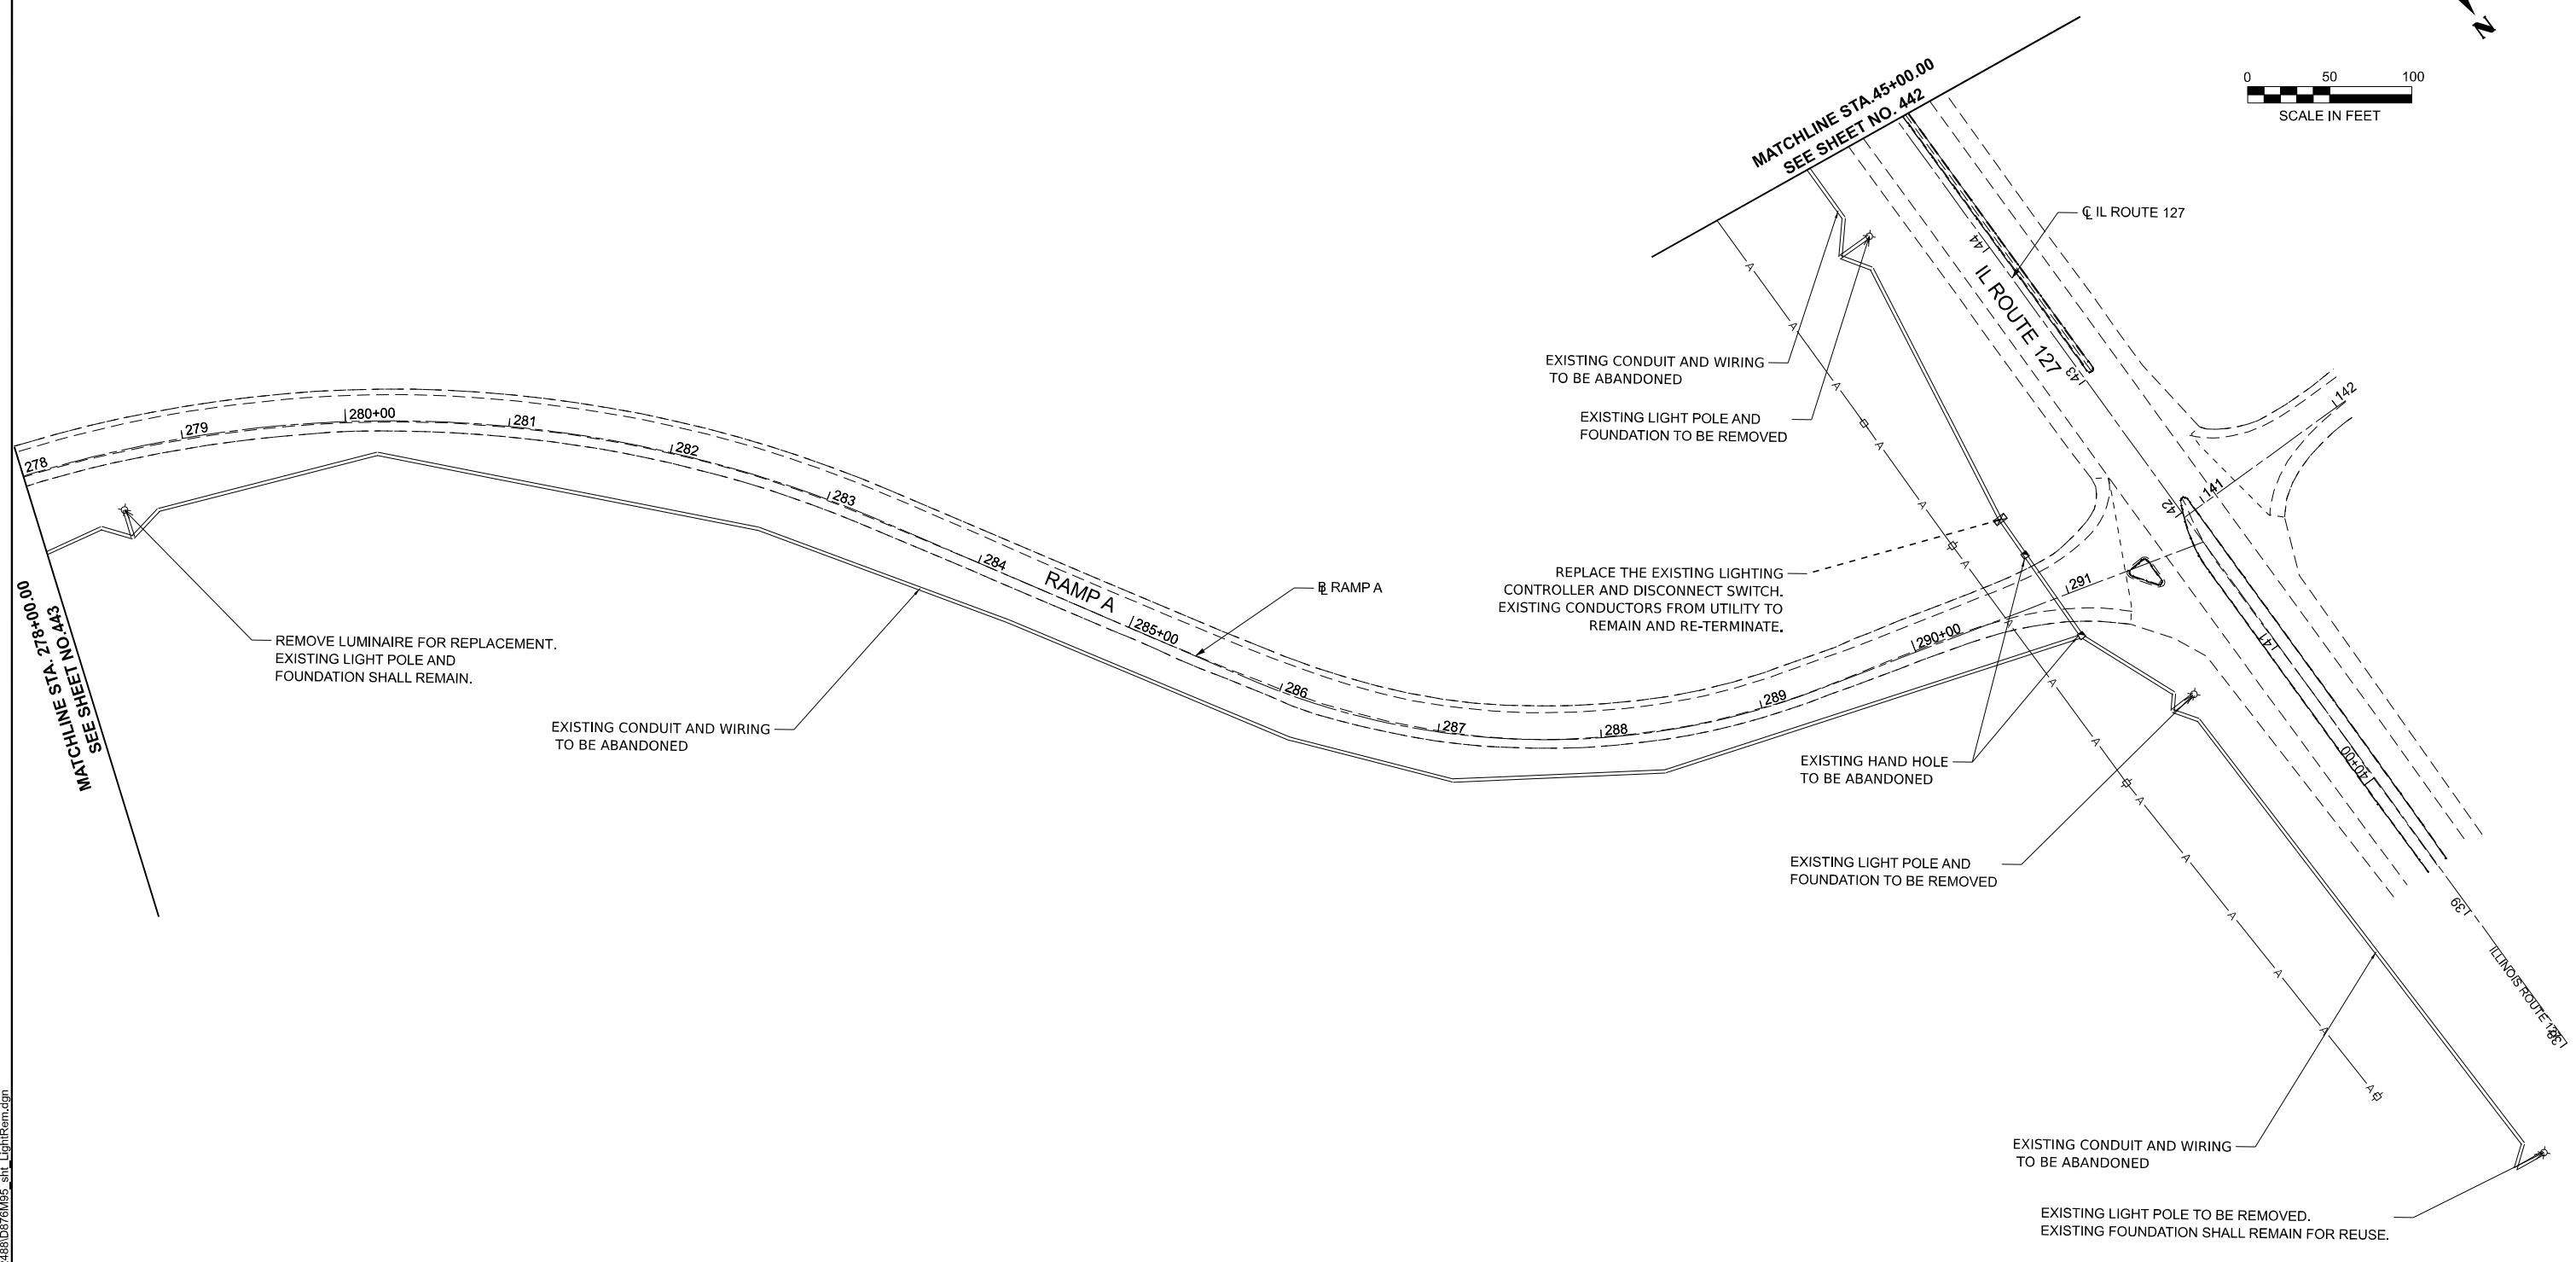 N
0 50 100
SCALE IN FEET
MATCHLINE STA.45+00.00
SEE SHEET NO. 442
℄ IL ROUTE 127
144
IL ROUTE 127
143
EXISTING CONDUIT AND WIRING
TO BE ABANDONED
EXISTING LIGHT POLE AND
FOUNDATION TO BE REMOVED
142
141
142
278
279
280+00
281
282
283
284
RAMP A
285+00
286
287
288
289
290+00
291
BL RAMP A
REPLACE THE EXISTING LIGHTING
CONTROLLER AND DISCONNECT SWITCH.
EXISTING CONDUCTORS FROM UTILITY TO
REMAIN AND RE-TERMINATE.
MATCHLINE STA. 278+00.00
SEE SHEET NO.443
REMOVE LUMINAIRE FOR REPLACEMENT.
EXISTING LIGHT POLE AND
FOUNDATION SHALL REMAIN.
EXISTING CONDUIT AND WIRING
TO BE ABANDONED
141
140+00
139
ILLINOIS ROUTE 127
138
EXISTING HAND HOLE
TO BE ABANDONED
EXISTING LIGHT POLE AND
FOUNDATION TO BE REMOVED
A A A A A A A A A A A A A A A A
EXISTING CONDUIT AND WIRING
TO BE ABANDONED
EXISTING LIGHT POLE TO BE REMOVED.
EXISTING FOUNDATION SHALL REMAIN FOR REUSE.
488\D876M95_sht_LightRem.dgn